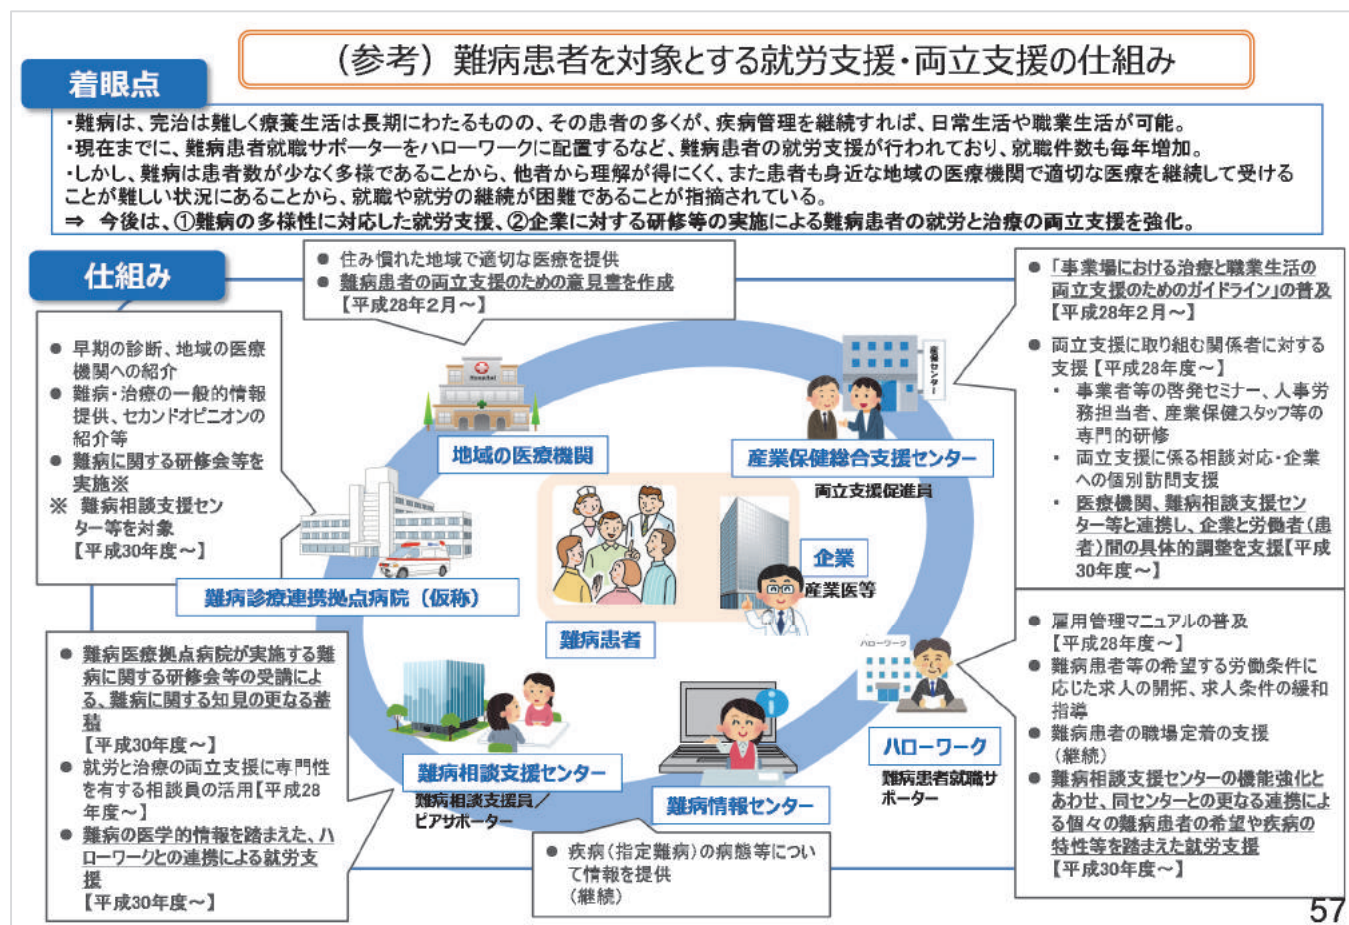 （参考）難病患者を対象とする就労支援・両立支援の仕組み
着眼点
・難病は、完治は難しく療養生活は長期にわたるものの、その患者の多くが、疾病管理を継続すれば、日常生活や職業生活が可能。
・現在までに、難病患者就職サポーターをハローワークに配置するなど、難病患者の就労支援が行われており、就職件数も毎年増加。
・しかし、難病は患者数が少なく多様であることから、他者から理解が得にくく、また患者も身近な地域の医療機関で適切な医療を継続して受ける
ことが難しい状況にあることから、就職や就労の継続が困難であることが指摘されている。
⇒ 今後は、①難病の多様性に対応した就労支援、②企業に対する研修等の実施による難病患者の就労と治療の両立支援を強化。
仕組み
● 住み慣れた地域で適切な医療を提供
● 難病患者の両立支援のための意見書を作成
【平成28年2月～】
● 早期の診断、地域の医療
機関への紹介
● 難病・治療の一般的情報
提供、セカンドオピニオンの
紹介等
● 難病に関する研修会等を
実施※
※ 難病相談支援セン
ター等を対象
【平成30年度～】
● 「事業場における治療と職業生活の
両立支援のためのガイドライン」の普及
【平成28年2月～】
● 両立支援に取り組む関係者に対する
支援【平成28年度～】
・ 事業者等の啓発セミナー、人事労
務担当者、産業保健スタッフ等の
専門的研修
・ 両立支援に係る相談対応・企業
への個別訪問支援
・ 医療機関、難病相談支援セン
ター等と連携し、企業と労働者（患
者）間の具体的調整を支援【平成
30年度～】
Hospital
地域の医療機関
産保センター
産業保健総合支援センター
両立支援促進員
難病診療連携拠点病院（仮称）
難病患者
企業
産業医等
● 難病医療拠点病院が実施する難
病に関する研修会等の受講によ
る、難病に関する知見の更なる蓄
積
【平成30年度～】
● 就労と治療の両立支援に専門性
を有する相談員の活用【平成28
年度～】
● 難病の医学的情報を踏まえた、ハ
ローワークとの連携による就労支
援
【平成30年度～】
難病相談支援センター
難病相談支援員／
ピアサポーター
難病情報センター
● 疾病（指定難病）の病態等につい
て情報を提供
（継続）
ハローワーク
ハローワーク
難病患者就職サ
ポーター
● 雇用管理マニュアルの普及
【平成28年度～】
● 難病患者等の希望する労働条件に
応じた求人の開拓、求人条件の緩和
指導
● 難病患者の職場定着の支援
（継続）
● 難病相談支援センターの機能強化と
あわせ、同センターとの更なる連携によ
る個々の難病患者の希望や疾病の
特性等を踏まえた就労支援
【平成30年度～】
57